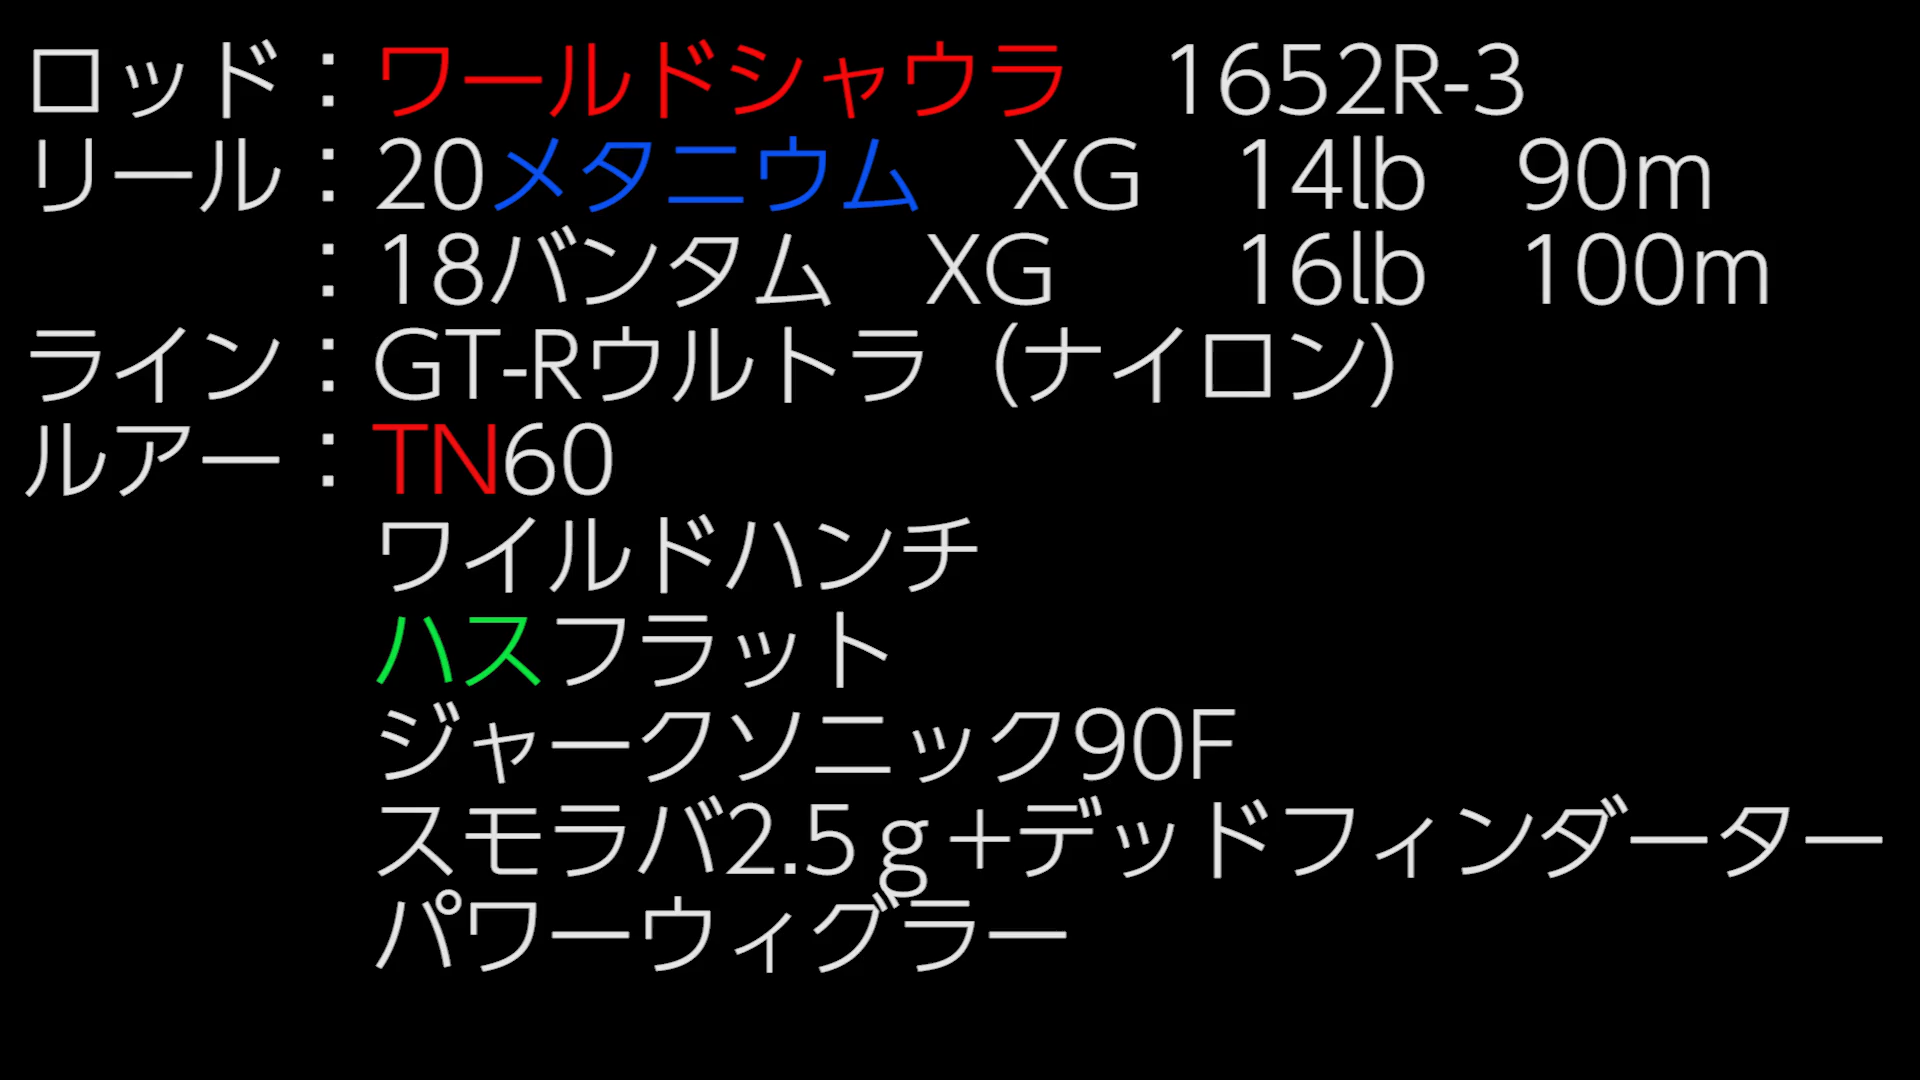 ロッド：ワールドシャウラ　1652R-3
リール：20メタニウム　XG　14lb　90m
：18バンタム　XG　　16lb　100m
ライン：GT-Rウルトラ（ナイロン）
ルアー：TN60
ワイルドハンチ
ハスフラット
ジャークソニック90F
スモラバ2.5ｇ＋デッドフィンダーター
パワーウィグラー